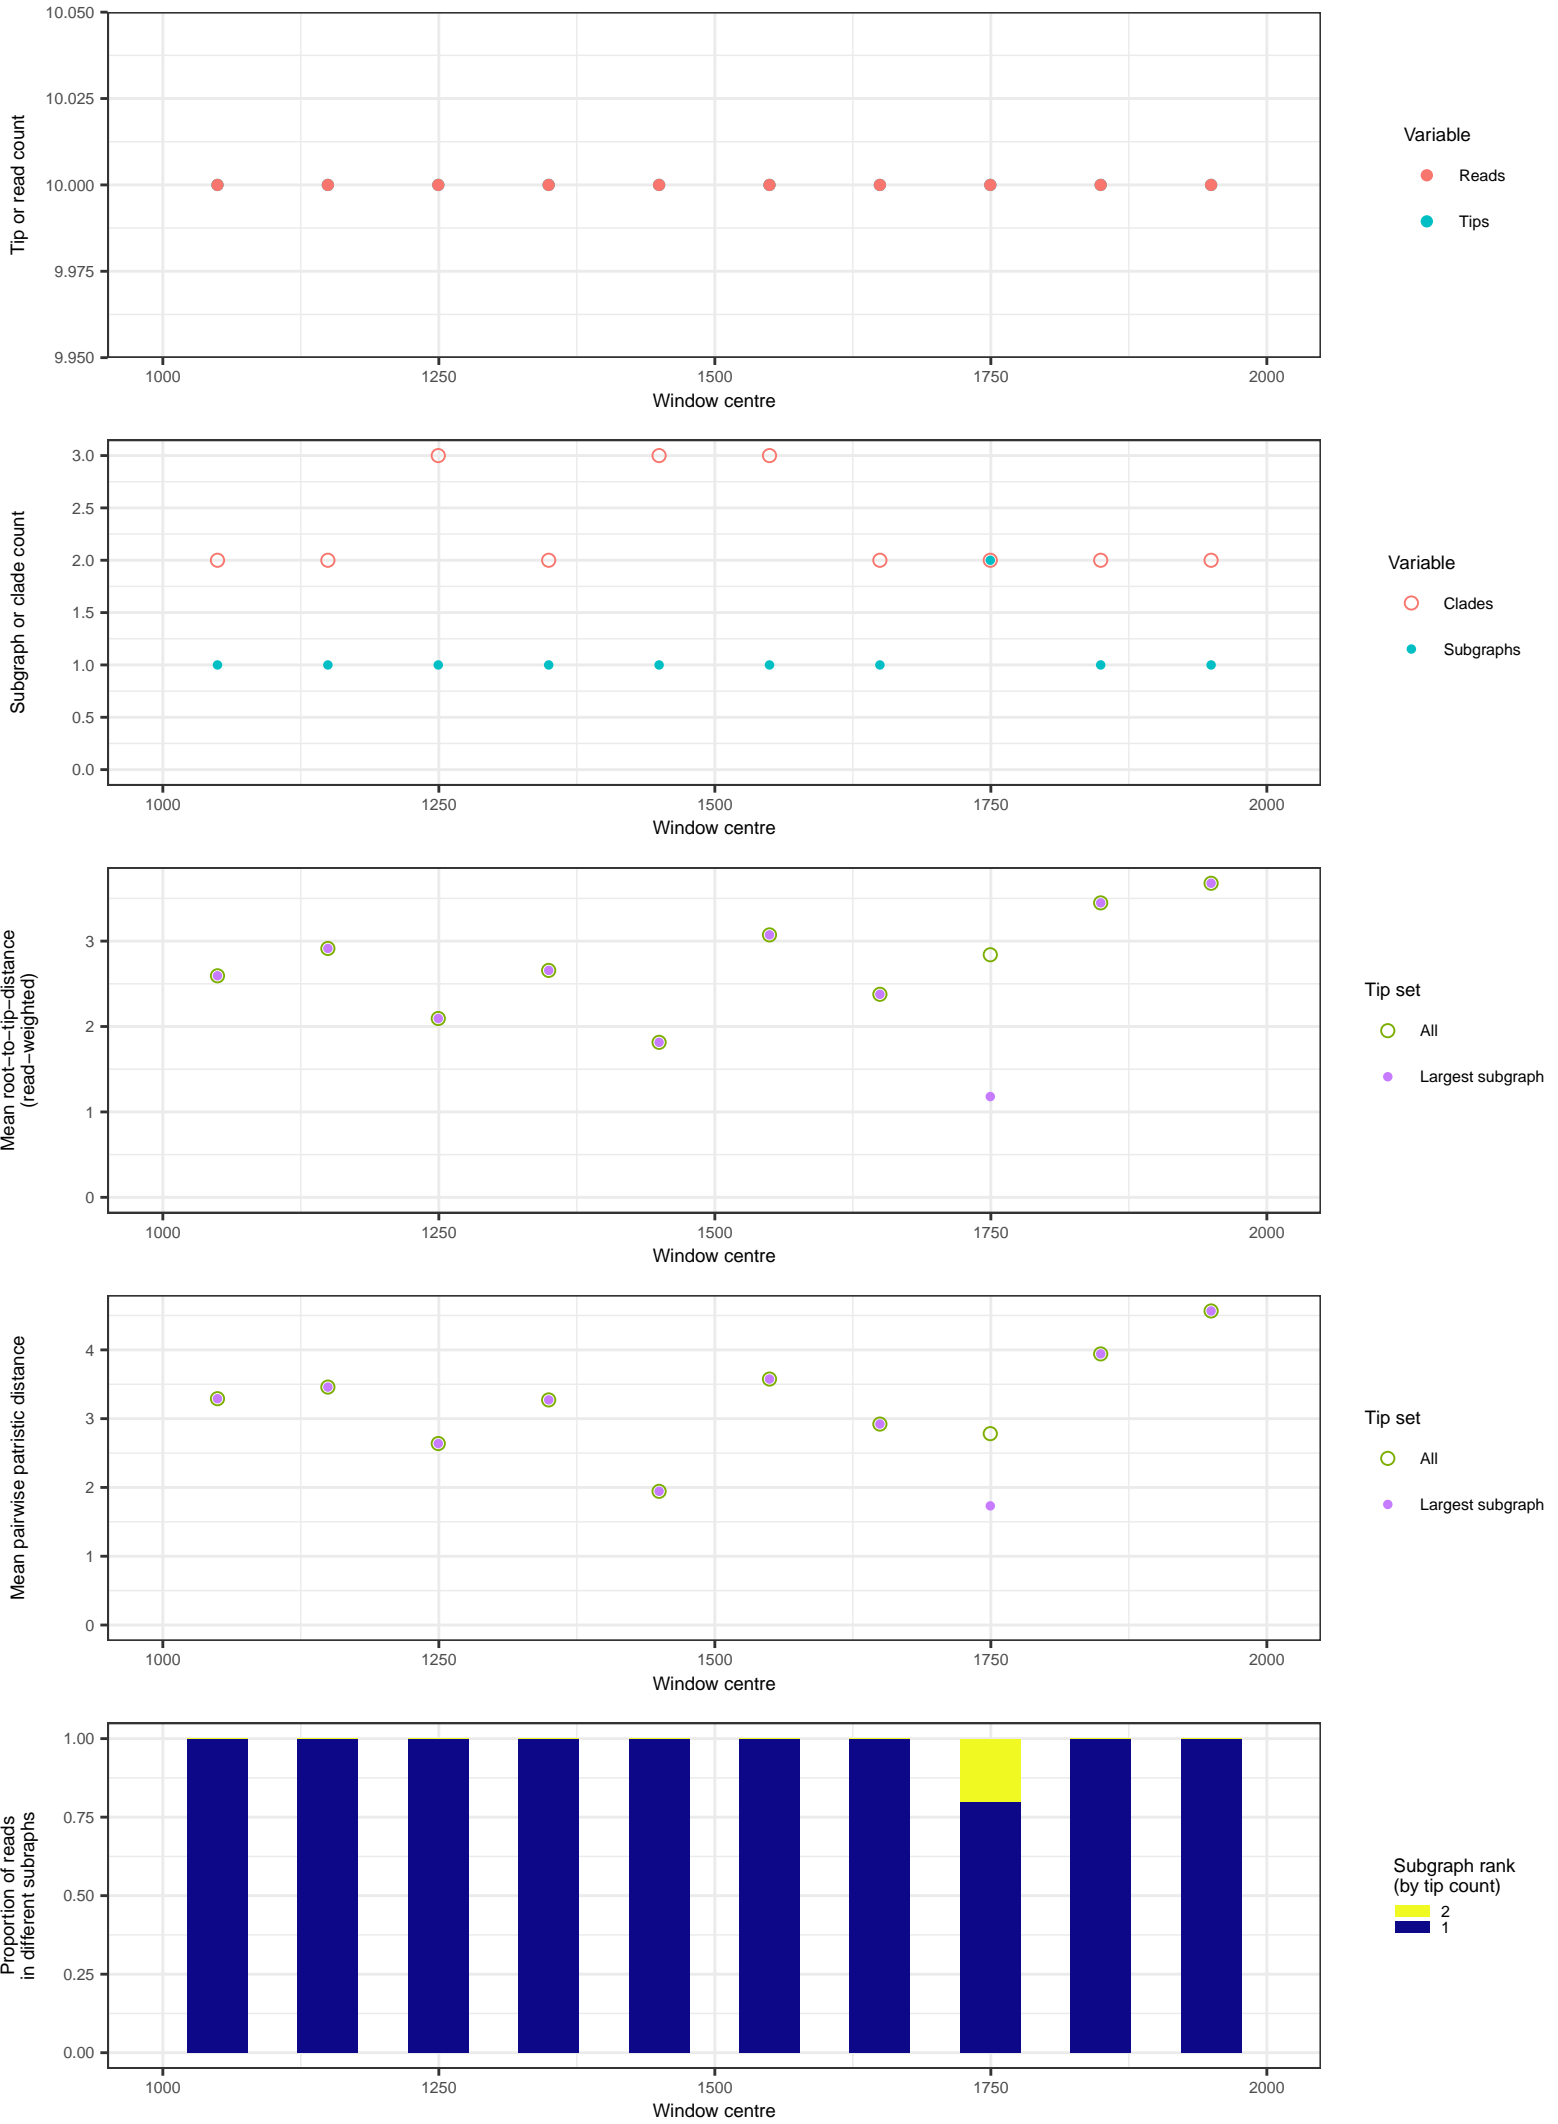 10.050
10.025
10.000
9.975
9.950
Tip or read count
1000 1250 1500 1750 2000
Window centre
Variable
Reads
Tips
3.0
2.5
2.0
1.5
1.0
0.5
0.0
Subgraph or clade count
1000 1250 1500 1750 2000
Window centre
Variable
Clades
Subgraphs
3
2
1
0
Mean root−to−tip−distance
(read−weighted)
1000 1250 1500 1750 2000
Window centre
Tip set
All
Largest subgraph
4
3
2
1
0
Mean pairwise patristic distance
1000 1250 1500 1750 2000
Window centre
Tip set
All
Largest subgraph
1.00
0.75
0.50
0.25
0.00
Proportion of reads
in different subraphs
1000 1250 1500 1750 2000
Window centre
Subgraph rank
(by tip count)
2
1